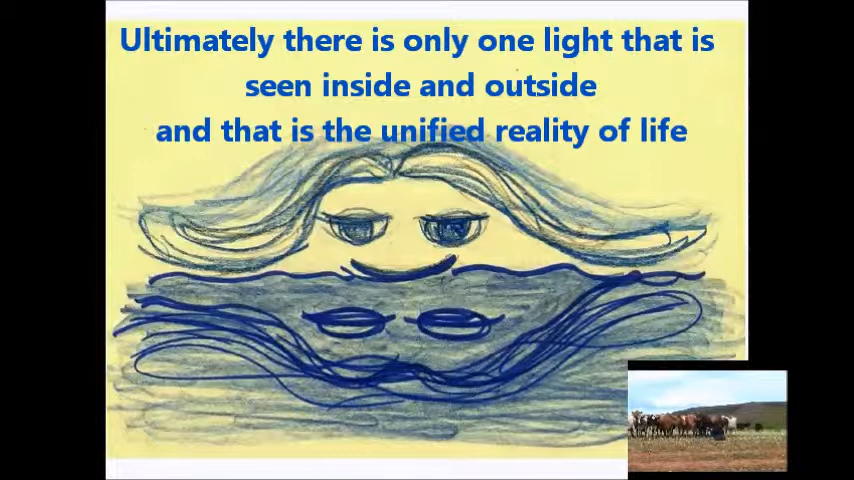 Ultimately there is only one light that is
seen inside and outside
and that is the unified reality of life